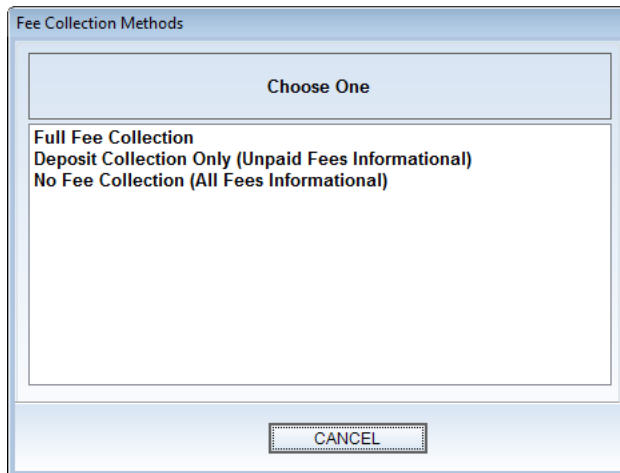 Fee Collection Methods
Choose One
Full Fee Collection
Deposit Collection Only (Unpaid Fees Informational)
No Fee Collection (All Fees Informational)
CANCEL